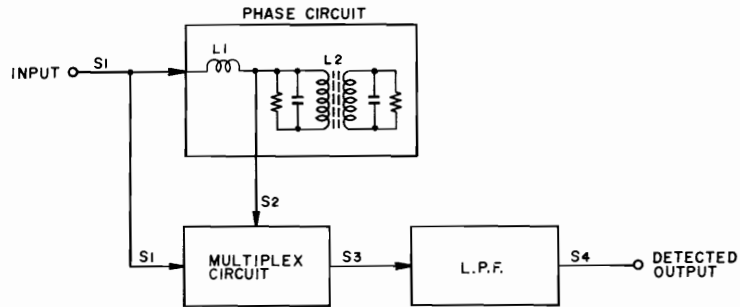 PHASE CIRCUIT
L1
L2
INPUT
S1
S2
S1
MULTIPLEX
CIRCUIT
S3
L.P.F.
S4
DETECTED
OUTPUT